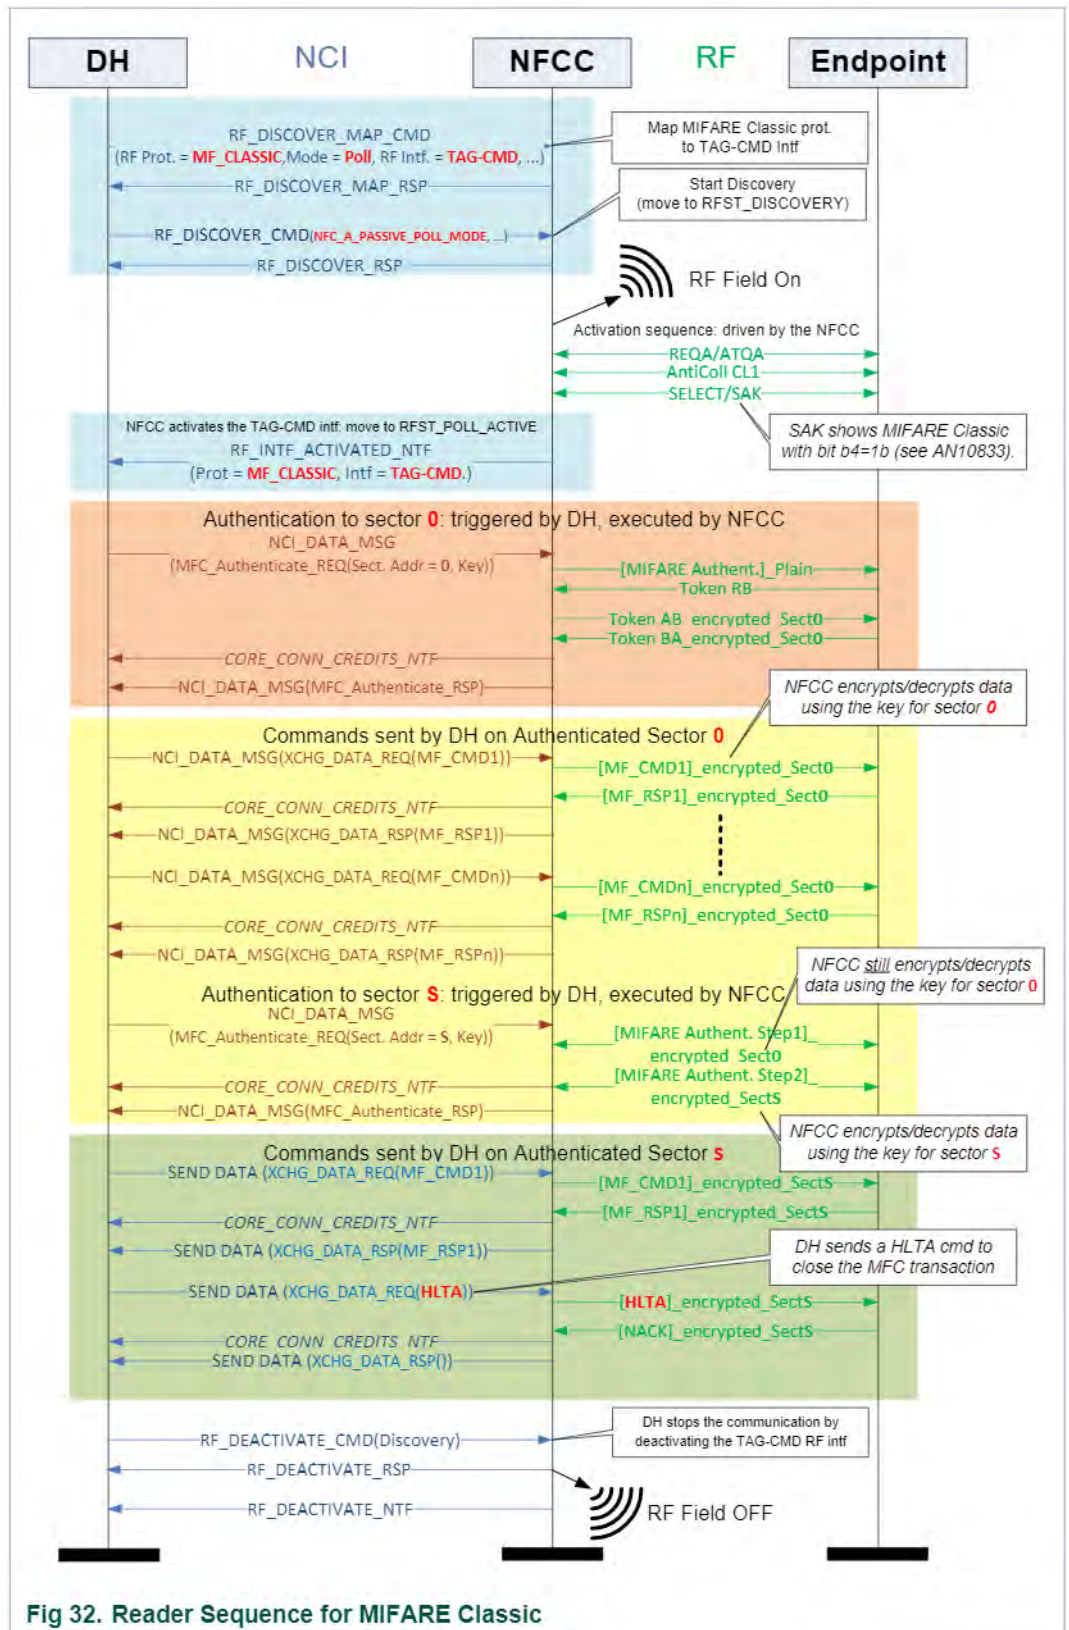 DH
NCI
NFCC
RF
Endpoint
RF_DISCOVER_MAP_CMD
(RF Prot. = MF_CLASSIC,Mode = Poll, RF Intf. = TAG-CMD, ...)
Map MIFARE Classic prot.
to TAG-CMD Intf
RF_DISCOVER_MAP_RSP
Start Discovery
(move to RFST_DISCOVERY)
RF_DISCOVER_CMD(NFC_A_PASSIVE_POLL_MODE, ...)
RF_DISCOVER_RSP
RF Field On
Activation sequence: driven by the NFCC
REQA/ATQA
AntiColl CL1
SELECT/SAK
NFCC activates the TAG-CMD intf: move to RFST_POLL_ACTIVE
RF_INTF_ACTIVATED_NTF
(Prot = MF_CLASSIC, Intf = TAG-CMD.)
SAK shows MIFARE Classic
with bit b4=1b (see AN10833).
Authentication to sector 0: triggered by DH, executed by NFCC
NCI_DATA_MSG
(MFC_Authenticate_REQ(Sect. Addr = 0, Key))
[MIFARE Authent.]_Plain
Token RB
Token AB_encrypted_Sect0
Token BA_encrypted_Sect0
CORE_CONN_CREDITS_NTF
NCI_DATA_MSG(MFC_Authenticate_RSP)
NFCC encrypts/decrypts data
using the key for sector 0
Commands sent by DH on Authenticated Sector 0
NCI_DATA_MSG(XCHG_DATA_REQ(MF_CMD1))
[MF_CMD1]_encrypted_Sect0
[MF_RSP1]_encrypted_Sect0
CORE_CONN_CREDITS_NTF
NCI_DATA_MSG(XCHG_DATA_RSP(MF_RSP1))
NCI_DATA_MSG(XCHG_DATA_REQ(MF_CMDn))
[MF_CMDn]_encrypted_Sect0
[MF_RSPn]_encrypted_Sect0
CORE_CONN_CREDITS_NTF
NCI_DATA_MSG(XCHG_DATA_RSP(MF_RSPn))
NFCC still encrypts/decrypts
data using the key for sector 0
Authentication to sector S: triggered by DH, executed by NFCC
NCI_DATA_MSG
(MFC_Authenticate_REQ(Sect. Addr = S, Key))
[MIFARE Authent. Step1]_
encrypted_Sect0
CORE_CONN_CREDITS_NTF
[MIFARE Authent. Step2]_
encrypted_SectS
NCI_DATA_MSG(MFC_Authenticate_RSP)
NFCC encrypts/decrypts data
using the key for sector S
Commands sent by DH on Authenticated Sector s
SEND DATA (XCHG_DATA_REQ(MF_CMD1))
[MF_CMD1]_encrypted_SectS
[MF_RSP1]_encrypted_SectS
CORE_CONN_CREDITS_NTF
SEND DATA (XCHG_DATA_RSP(MF_RSP1))
DH sends a HLTA cmd to
close the MFC transaction
SEND DATA (XCHG_DATA_REQ(HLTA))
[HLTA]_encrypted_SectS
[NACK]_encrypted_SectS
CORE_CONN_CREDITS_NTF
SEND DATA (XCHG_DATA_RSP())
DH stops the communication by
deactivating the TAG-CMD RF intf
RF_DEACTIVATE_CMD(Discovery)
RF_DEACTIVATE_RSP
RF_DEACTIVATE_NTF
RF Field OFF
Fig 32. Reader Sequence for MIFARE Classic